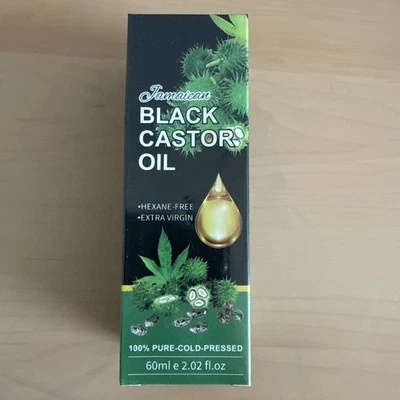 Jamaican
BLACK
CASTOR
OIL
•HEXANE-FREE
•EXTRA VIRGIN
100% PURE-COLD-PRESSED
60ml e 2.02 fl.oz